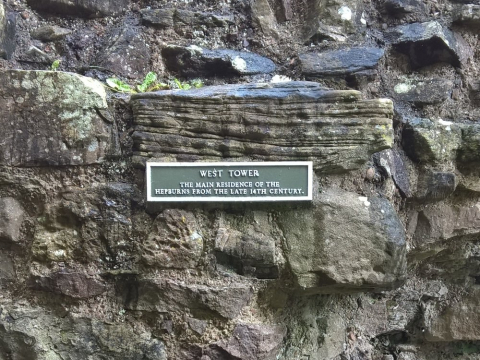 WEST TOWER
THE MAIN RESIDENCE OF THE
HEPBURNS FROM THE LATE 14TH CENTURY.